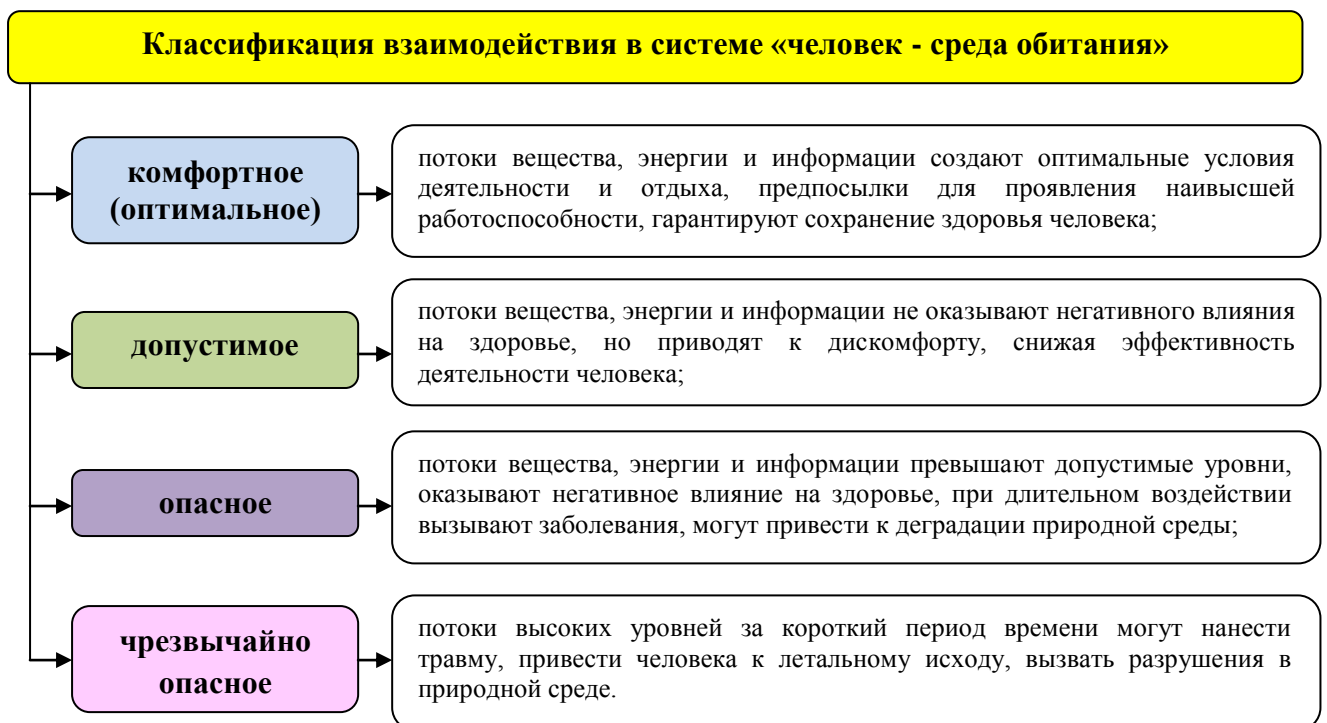 Классификация взаимодействия в системе «человек - среда обитания»
комфортное
(оптимальное)
потоки вещества, энергии и информации создают оптимальные условия
деятельности и отдыха, предпосылки для проявления наивысшей
работоспособности, гарантируют сохранение здоровья человека;
допустимое
потоки вещества, энергии и информации не оказывают негативного влияния
на здоровье, но приводят к дискомфорту, снижая эффективность
деятельности человека;
опасное
потоки вещества, энергии и информации превышают допустимые уровни,
оказывают негативное влияние на здоровье, при длительном воздействии
вызывают заболевания, могут привести к деградации природной среды;
чрезвычайно
опасное
потоки высоких уровней за короткий период времени могут нанести
травму, привести человека к летальному исходу, вызвать разрушения в
природной среде.